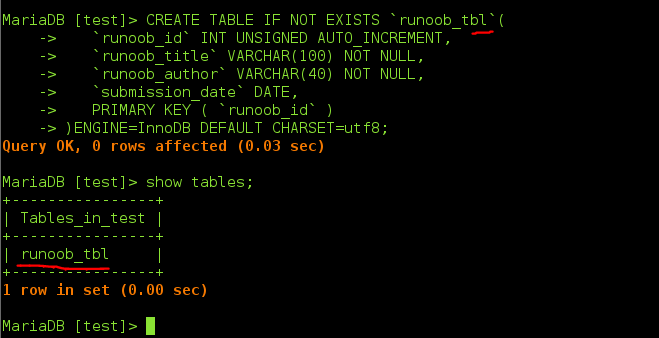 MariaDB [test]> CREATE TABLE IF NOT EXISTS `runoob_tbl`(
    ->    `runoob_id` INT UNSIGNED AUTO_INCREMENT,
    ->    `runoob_title` VARCHAR(100) NOT NULL,
    ->    `runoob_author` VARCHAR(40) NOT NULL,
    ->    `submission_date` DATE,
    ->    PRIMARY KEY ( `runoob_id` )
    -> )ENGINE=InnoDB DEFAULT CHARSET=utf8;
Query OK, 0 rows affected (0.03 sec)
MariaDB [test]> show tables;
+----------------+
| Tables_in_test |
+----------------+
| runoob_tbl     |
+----------------+
1 row in set (0.00 sec)
MariaDB [test]>